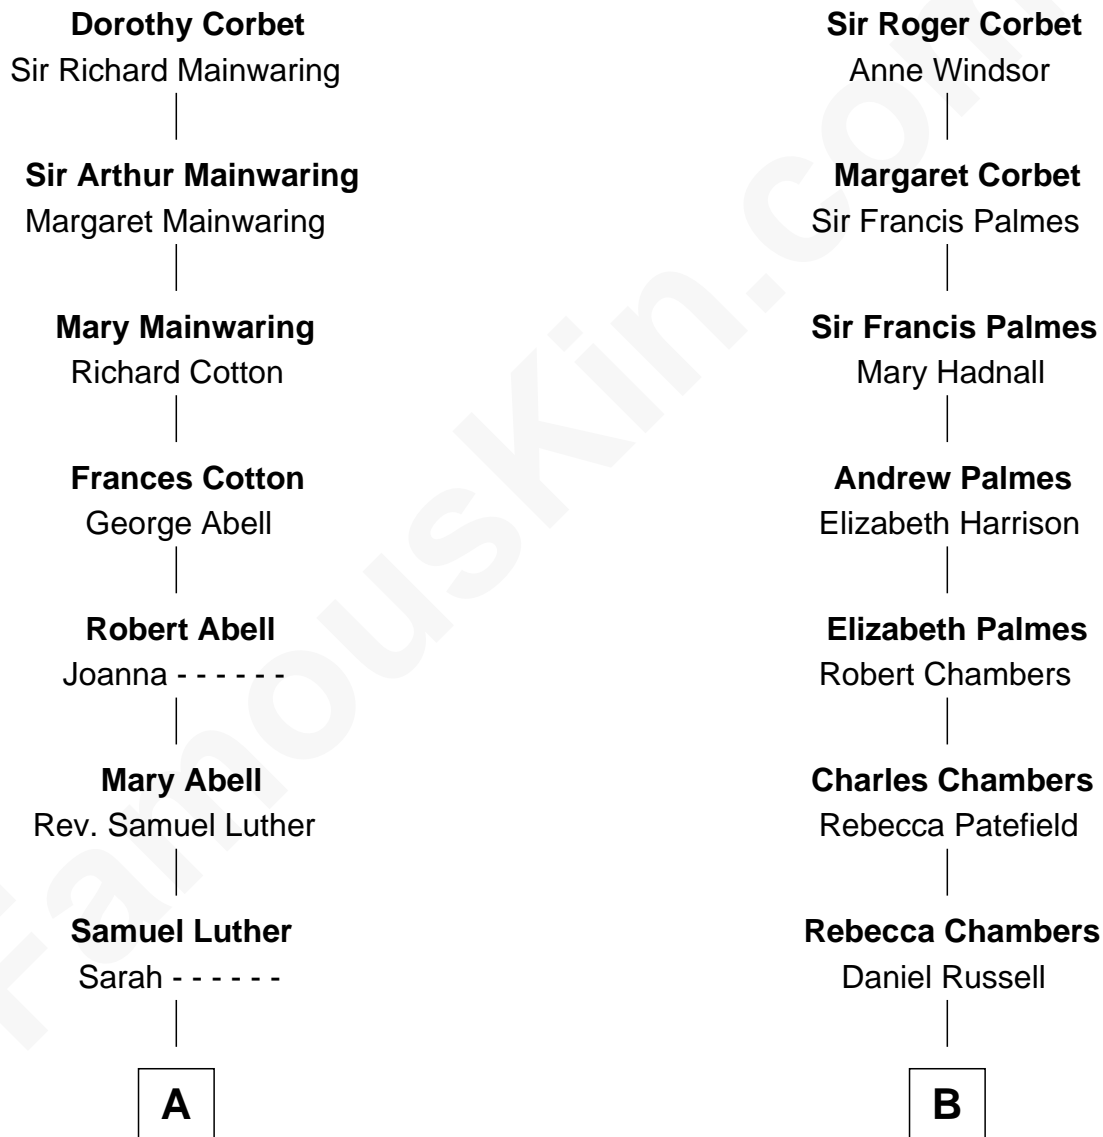 Dorothy Corbet
Sir Richard Mainwaring
Sir Arthur Mainwaring
Margaret Mainwaring
Mary Mainwaring
Richard Cotton
Frances Cotton
George Abell
Robert Abell
Joanna - - - - - -
Mary Abell
Rev. Samuel Luther
Samuel Luther
Sarah - - - - - -
A
Sir Roger Corbet
Anne Windsor
Margaret Corbet
Sir Francis Palmes
Sir Francis Palmes
Mary Hadnall
Andrew Palmes
Elizabeth Harrison
Elizabeth Palmes
Robert Chambers
Charles Chambers
Rebecca Patefield
Rebecca Chambers
Daniel Russell
B
FamousKin.com